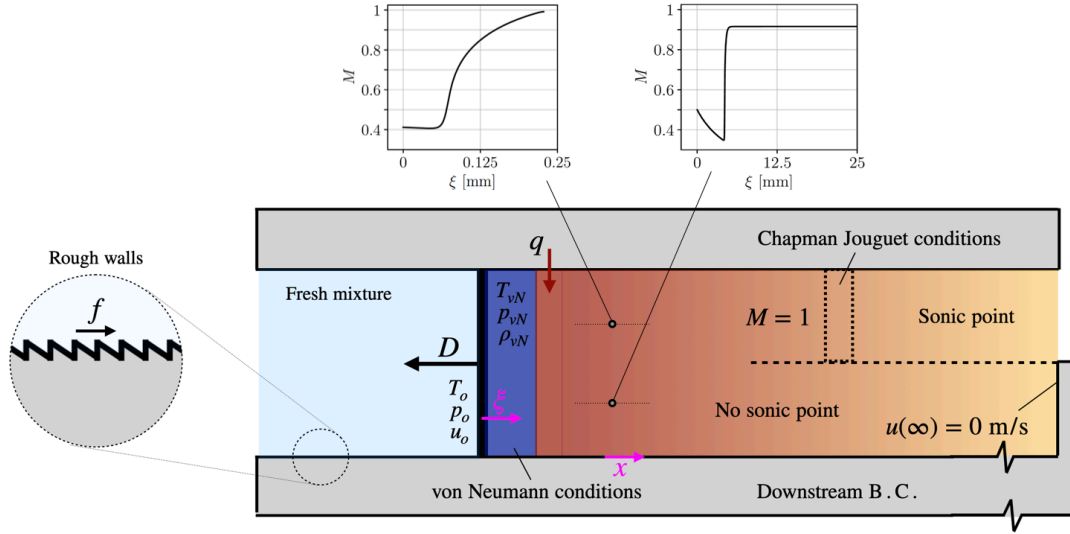 1
0.8
0.6
0.4
M
0
0.125
0.25
ξ [mm]
1
0.8
0.6
0.4
M
0
12.5
25
ξ [mm]
Rough walls
f
Fresh mixture
D
T_o
p_o
u_o
q
T_vN
p_vN
ρ_vN
ξ
x
Chapman Jouguet conditions
M = 1
Sonic point
No sonic point
u(∞) = 0 m/s
von Neumann conditions
Downstream B . C .